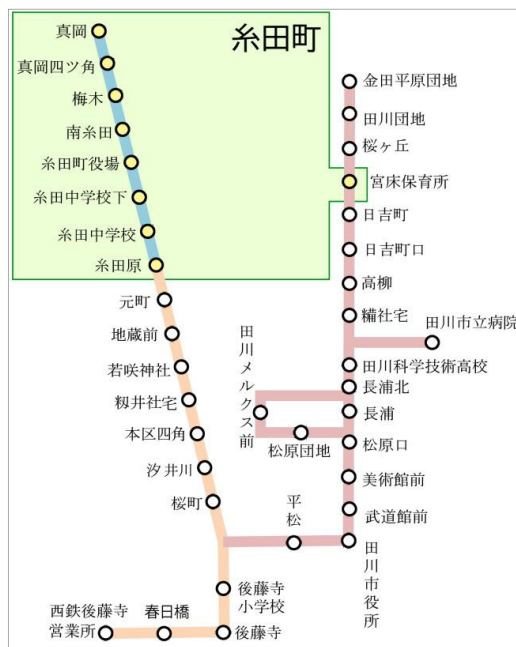 糸田町
真岡
真岡四ツ角
梅木
南糸田
糸田町役場
糸田中学校下
糸田中学校
糸田原
元町
地蔵前
若咲神社
籾井社宅
本区四角
汐井川
桜町
後藤寺
小学校
後藤寺
春日橋
西鉄後藤寺
営業所
金田平原団地
田川団地
桜ヶ丘
宮床保育所
日吉町
日吉町口
高柳
糒社宅
田川市立病院
田川科学技術高校
長浦北
長浦
田川メルクス前
松原団地
松原口
美術館前
武道館前
田川市役所
平松